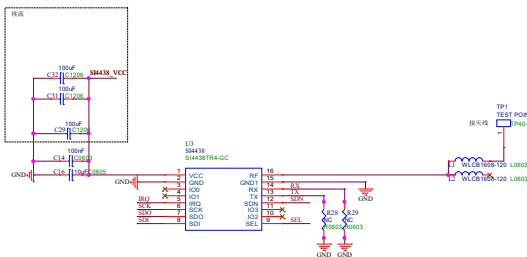 100uF
C32 C1206
SI4438_VCC
100uF
C31 C1206
100uF
C29 C1206
100nF
C14 C0603
C16 10uF C0805
GND
GND
U3
SI4438
SI4438TR4-GC
1 VCC RF 16
2 GND GND1 15
3 IO0 RX 14 RX
4 IO1 TX 13 TX
IRQ 5 IRQ SDN 12 SDN
SCK 6 SCK IO3 11
SDO 7 SDO IO2 10
SDI 8 SDI SEL 9 SEL
GND
R28
NC
R0603
R29
NC
R0603
GND GND
TP1
TEST POIN
TP40-
接天线
1
L1 WLCB1608-120 L0603
L2 WLCB1608-120 L0603